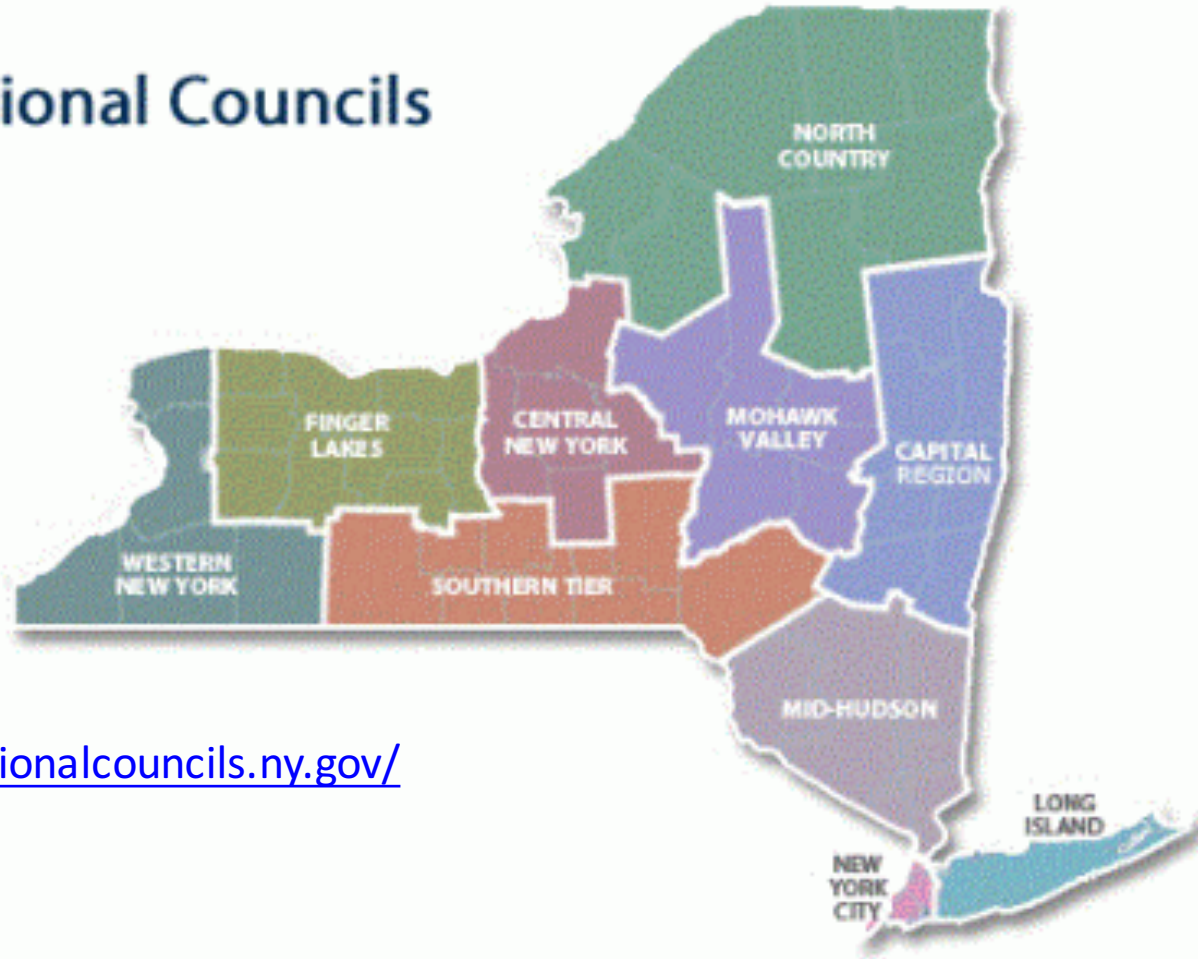 ional Councils
NORTH
COUNTRY
FINGER
LAKES
CENTRAL
NEW YORK
MOHAWK
VALLEY
CAPITAL
REGION
WESTERN
NEW YORK
SOUTHERN TIER
MID-HUDSON
ionalcouncils.ny.gov/
LONG
ISLAND
NEW
YORK
CITY